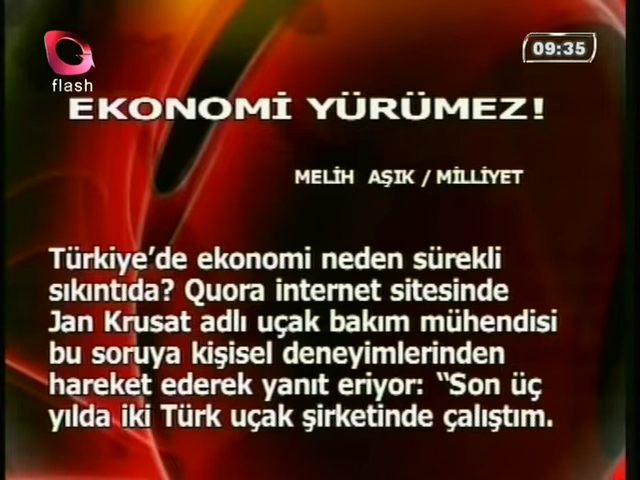 flash
09:35
EKONOMİ YÜRÜMEZ!
MELİH AŞIK / MİLLİYET
Türkiye'de ekonomi neden sürekli
sıkıntıda? Quora internet sitesinde
Jan Krusat adlı uçak bakım mühendisi
bu soruya kişisel deneyimlerinden
hareket ederek yanıt eriyor: “Son üç
yılda iki Türk uçak şirketinde çalıştım.